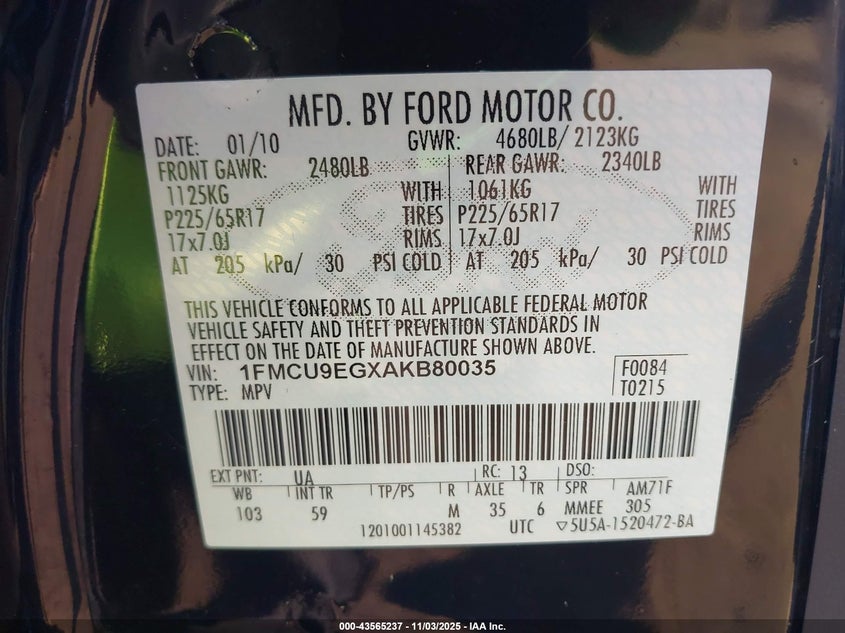 MFD. BY FORD MOTOR CO.
DATE: 01/10 GVWR: 4680LB/ 2123KG
FRONT GAWR: 2480LB REAR GAWR: 2340LB
1125KG WITH 1061KG WITH
P225/65R17 TIRES P225/65R17 TIRES
17x7.0J RIMS 17x7.0J RIMS
AT 205 kPa/ 30 PSI COLD AT 205 kPa/ 30 PSI COLD
THIS VEHICLE CONFORMS TO ALL APPLICABLE FEDERAL MOTOR
VEHICLE SAFETY AND THEFT PREVENTION STANDARDS IN
EFFECT ON THE DATE OF MANUFACTURE SHOWN ABOVE.
VIN: 1FMCU9EGXAKB80035 F0084
TYPE: MPV T0215
EXT PNT: UA RC: 13 DSO:
WB INT TR TP/PS R AXLE TR SPR AM71F
103 59 M 35 6 MMEE 305
1201001145382 UTC ▽5U5A-1520472-BA
000-43565237 - 11/03/2025 - IAA Inc.